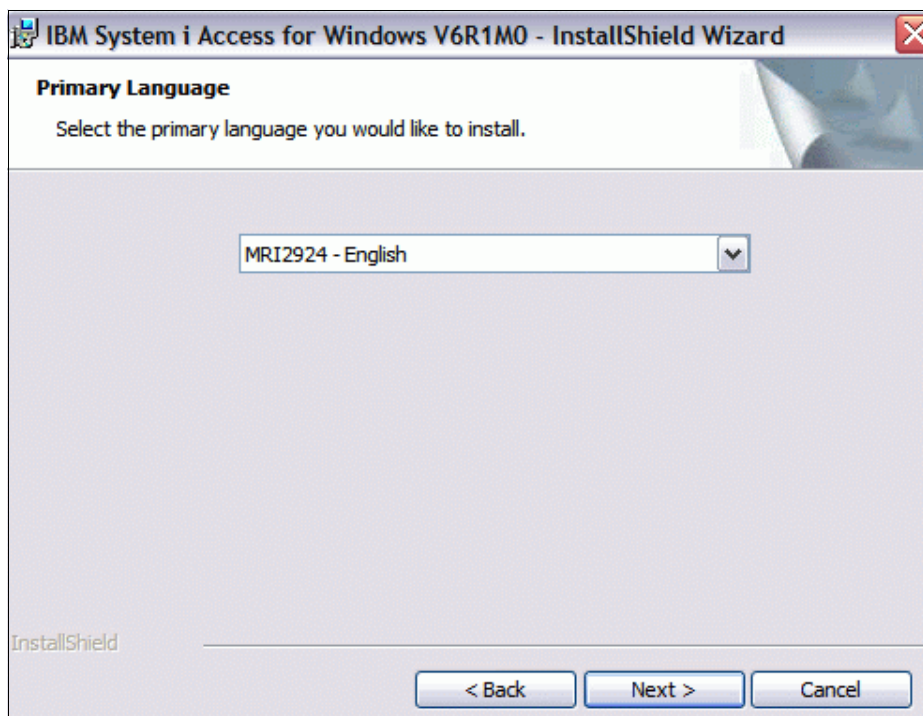 IBM System i Access for Windows V6R1M0 - InstallShield Wizard
Primary Language
Select the primary language you would like to install.
MRI2924 - English
InstallShield
< Back
Next >
Cancel